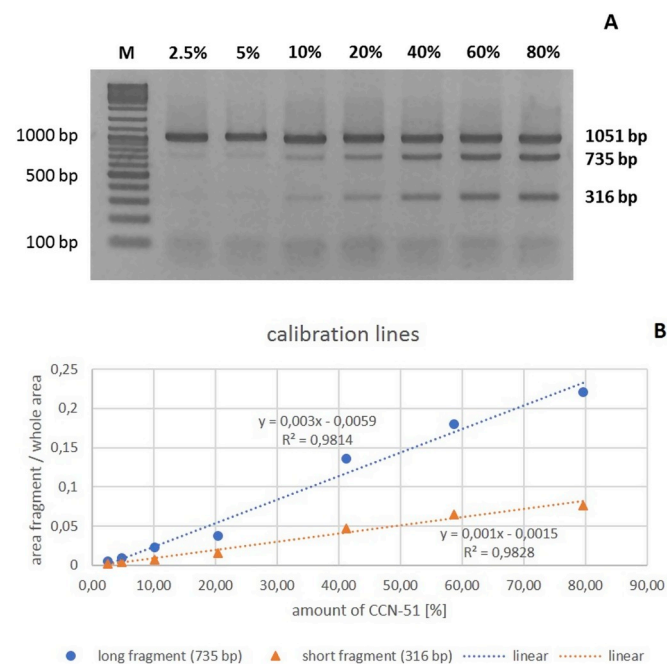 A
M 2.5% 5% 10% 20% 40% 60% 80%
1000 bp 1051 bp
735 bp
500 bp
316 bp
100 bp
calibration lines B
0,25
0,2
0,15
0,1
0,05
0
area fragment / whole area
y = 0,003x - 0,0059
R² = 0,9814
y = 0,001x - 0,0015
R² = 0,9828
0,00 10,00 20,00 30,00 40,00 50,00 60,00 70,00 80,00 90,00
amount of CCN-51 [%]
long fragment (735 bp) short fragment (316 bp) linear linear